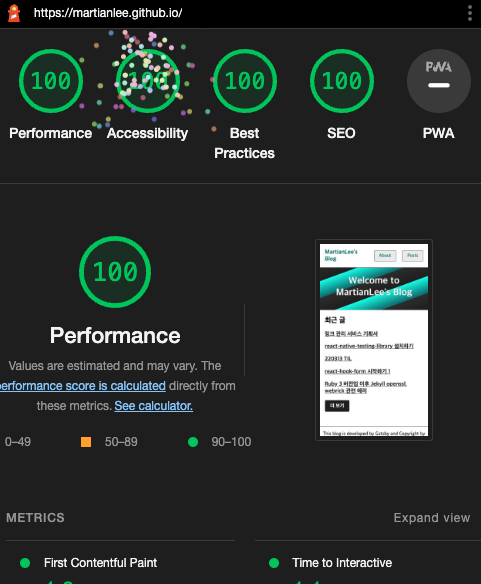 https://martianlee.github.io/
100 100 100 100 PWA
Performance Accessibility Best Practices SEO PWA
100
Performance
Values are estimated and may vary. The
performance score is calculated directly from
these metrics. See calculator.
0–49 50–89 90–100
MartianLee's
Blog
About Posts
Welcome to
MartianLee's Blog
최근 글
링크 관리 서비스 기획서
react-native-testing-library 설치하기
220813 TIL
react-hook-form 시작하기 1
Ruby 3 버전업 이후 Jekyll openssl,
webrick 관련 에러
더 보기
This blog is developed by Gatsby and Copyright by
METRICS Expand view
First Contentful Paint Time to Interactive